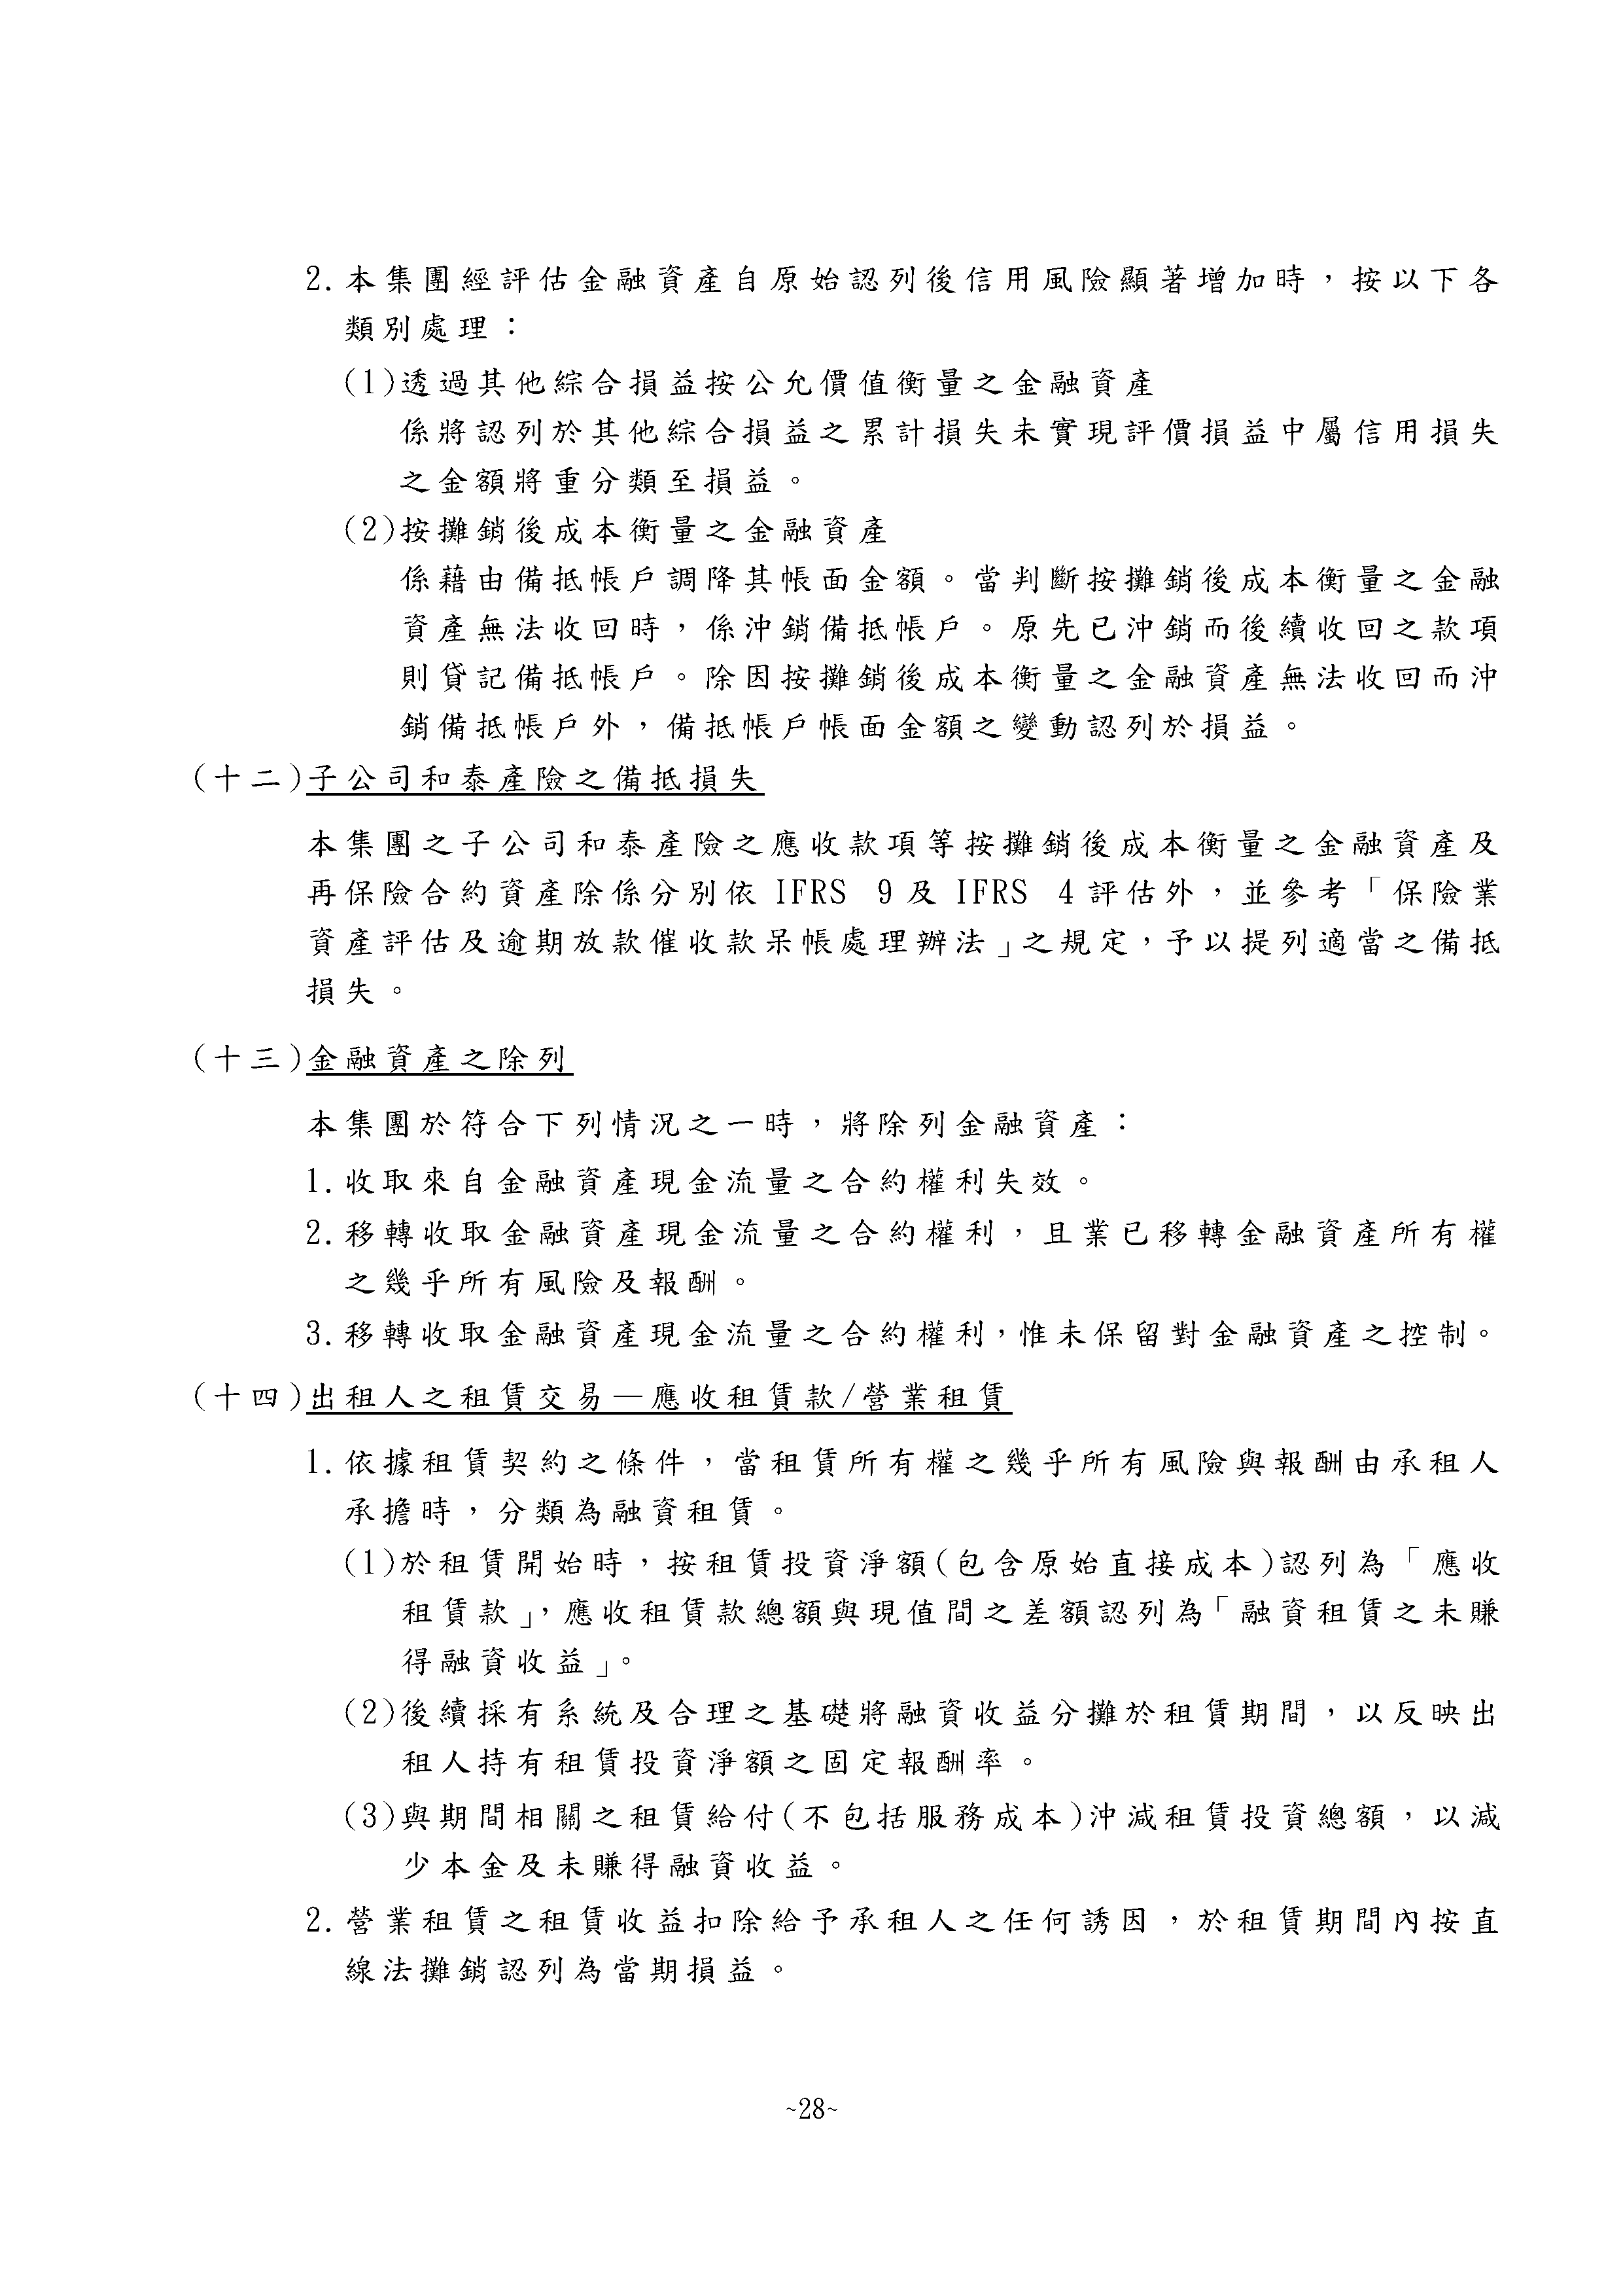 2.本集團經評估金融資產自原始認列後信用風險顯著增加時，按以下各
類別處理：
(1)透過其他綜合損益按公允價值衡量之金融資產
係將認列於其他綜合損益之累計損失未實現評價損益中屬信用損失
之金額將重分類至損益。
(2)按攤銷後成本衡量之金融資產
係藉由備抵帳戶調降其帳面金額。當判斷按攤銷後成本衡量之金融
資產無法收回時，係沖銷備抵帳戶。原先已沖銷而後續收回之款項
則貸記備抵帳戶。除因按攤銷後成本衡量之金融資產無法收回而沖
銷備抵帳戶外，備抵帳戶帳面金額之變動認列於損益。
(十二)子公司和泰產險之備抵損失
本集團之子公司和泰產險之應收款項等按攤銷後成本衡量之金融資產及
再保險合約資產除係分別依 IFRS 9 及 IFRS 4 評估外，並參考「保險業
資產評估及逾期放款催收款呆帳處理辦法」之規定，予以提列適當之備抵
損失。
(十三)金融資產之除列
本集團於符合下列情況之一時，將除列金融資產：
1.收取來自金融資產現金流量之合約權利失效。
2.移轉收取金融資產現金流量之合約權利，且業已移轉金融資產所有權
之幾乎所有風險及報酬。
3.移轉收取金融資產現金流量之合約權利，惟未保留對金融資產之控制。
(十四)出租人之租賃交易—應收租賃款/營業租賃
1.依據租賃契約之條件，當租賃所有權之幾乎所有風險與報酬由承租人
承擔時，分類為融資租賃。
(1)於租賃開始時，按租賃投資淨額(包含原始直接成本)認列為「應收
租賃款」，應收租賃款總額與現值間之差額認列為「融資租賃之未賺
得融資收益」。
(2)後續採有系統及合理之基礎將融資收益分攤於租賃期間，以反映出
租人持有租賃投資淨額之固定報酬率。
(3)與期間相關之租賃給付(不包括服務成本)沖減租賃投資總額，以減
少本金及未賺得融資收益。
2.營業租賃之租賃收益扣除給予承租人之任何誘因，於租賃期間內按直
線法攤銷認列為當期損益。
~28~